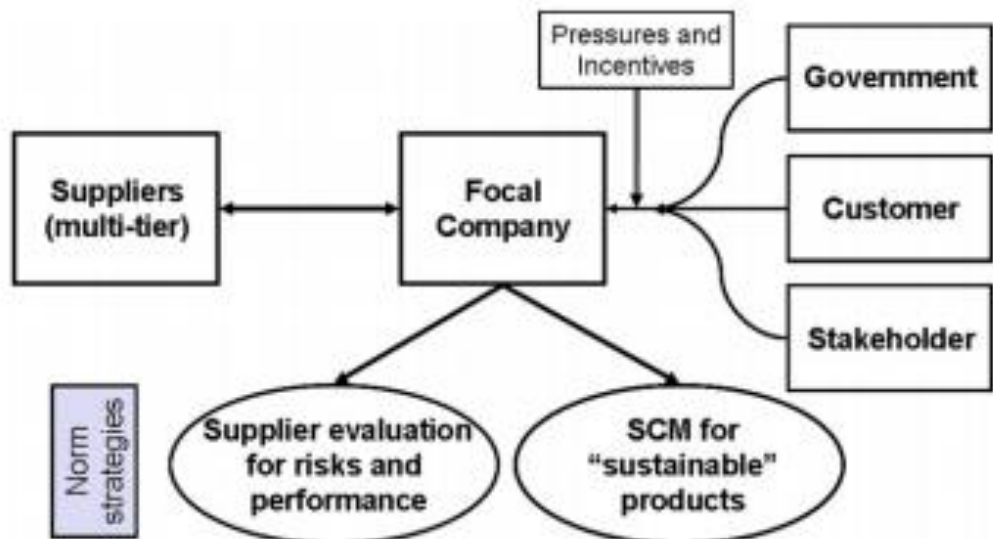 Pressures and
Incentives
Government
Suppliers
(multi-tier)
Focal
Company
Customer
Stakeholder
Norm
strategies
Supplier evaluation
for risks and
performance
SCM for
“sustainable”
products